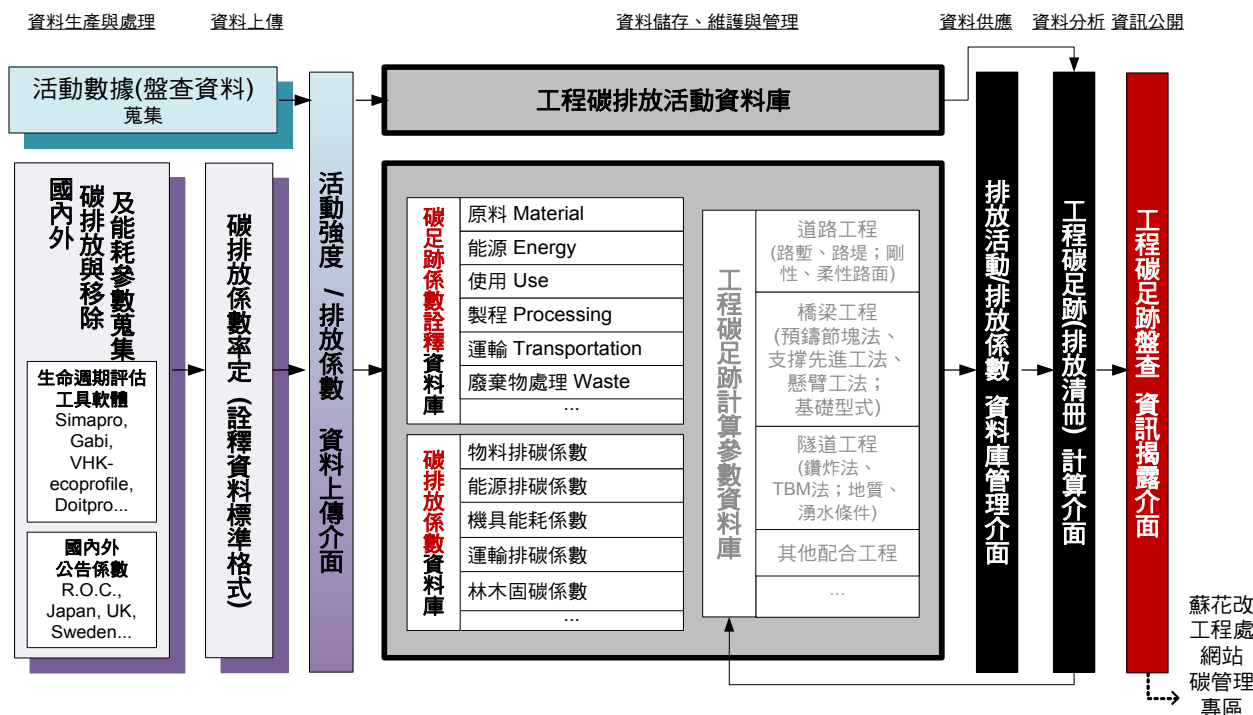 資料生產與處理
資料上傳
資料儲存、維護與管理
資料供應
資料分析
資訊公開
活動數據(盤查資料)
蒐集
工程碳排放活動資料庫
國內外
碳排放與移除
及能耗參數蒐集
生命週期評估
工具軟體
Simapro,
Gabi,
VHK-
ecoprofile,
Doitpro...
國內外
公告係數
R.O.C.,
Japan, UK,
Sweden...
碳排放係數率定 (詮釋資料標準格式)
活動強度 / 排放係數 資料上傳介面
碳足跡係數詮釋資料庫
原料 Material
能源 Energy
使用 Use
製程 Processing
運輸 Transportation
廢棄物處理 Waste
...
碳排放係數資料庫
物料排碳係數
能源排碳係數
機具能耗係數
運輸排碳係數
林木固碳係數
...
工程碳足跡計算參數資料庫
道路工程
(路塹、路堤；剛
性、柔性路面)
橋梁工程
(預鑄節塊法、
支撐先進工法、
懸臂工法；
基礎型式)
隧道工程
(鑽炸法、
TBM法；地質、
湧水條件)
其他配合工程
...
排放活動/排放係數 資料庫管理介面
工程碳足跡(排放清冊) 計算介面
工程碳足跡盤查 資訊揭露介面
蘇花改
工程處
網站
碳管理
專區